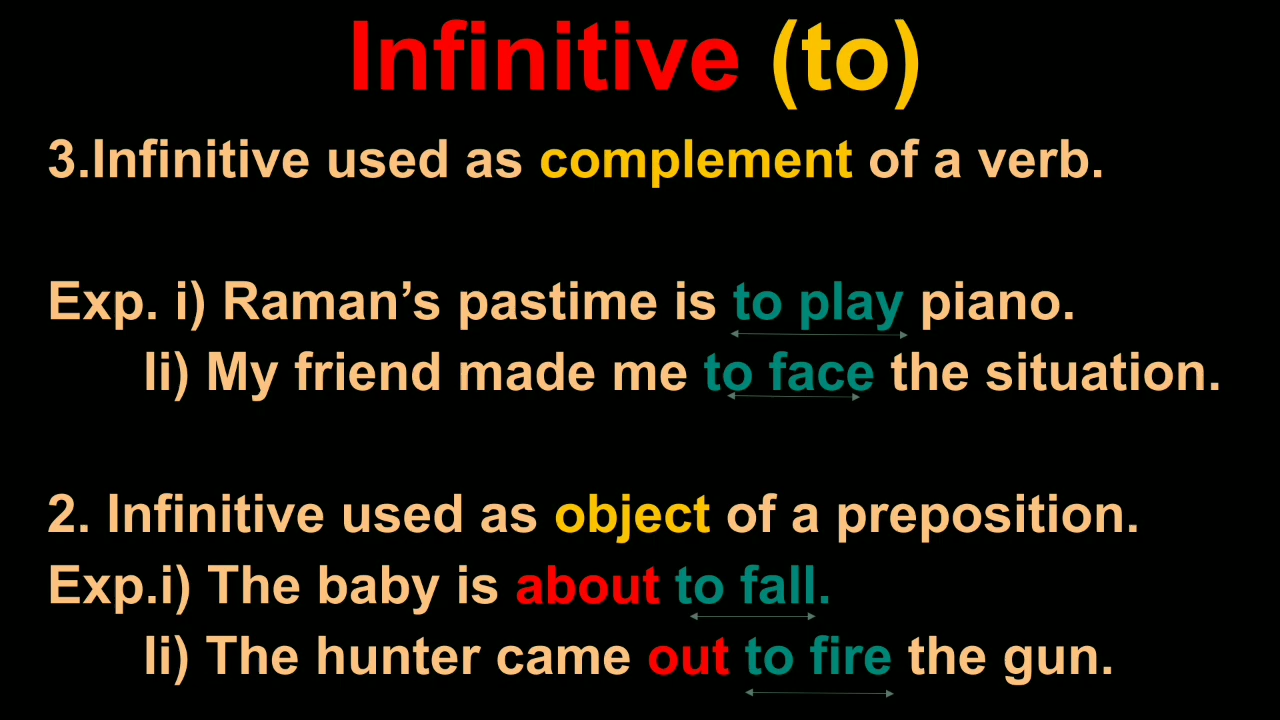 Infinitive (to)
3.Infinitive used as complement of a verb.
Exp. i) Raman’s pastime is to play piano.
Ii) My friend made me to face the situation.
2. Infinitive used as object of a preposition.
Exp.i) The baby is about to fall.
Ii) The hunter came out to fire the gun.